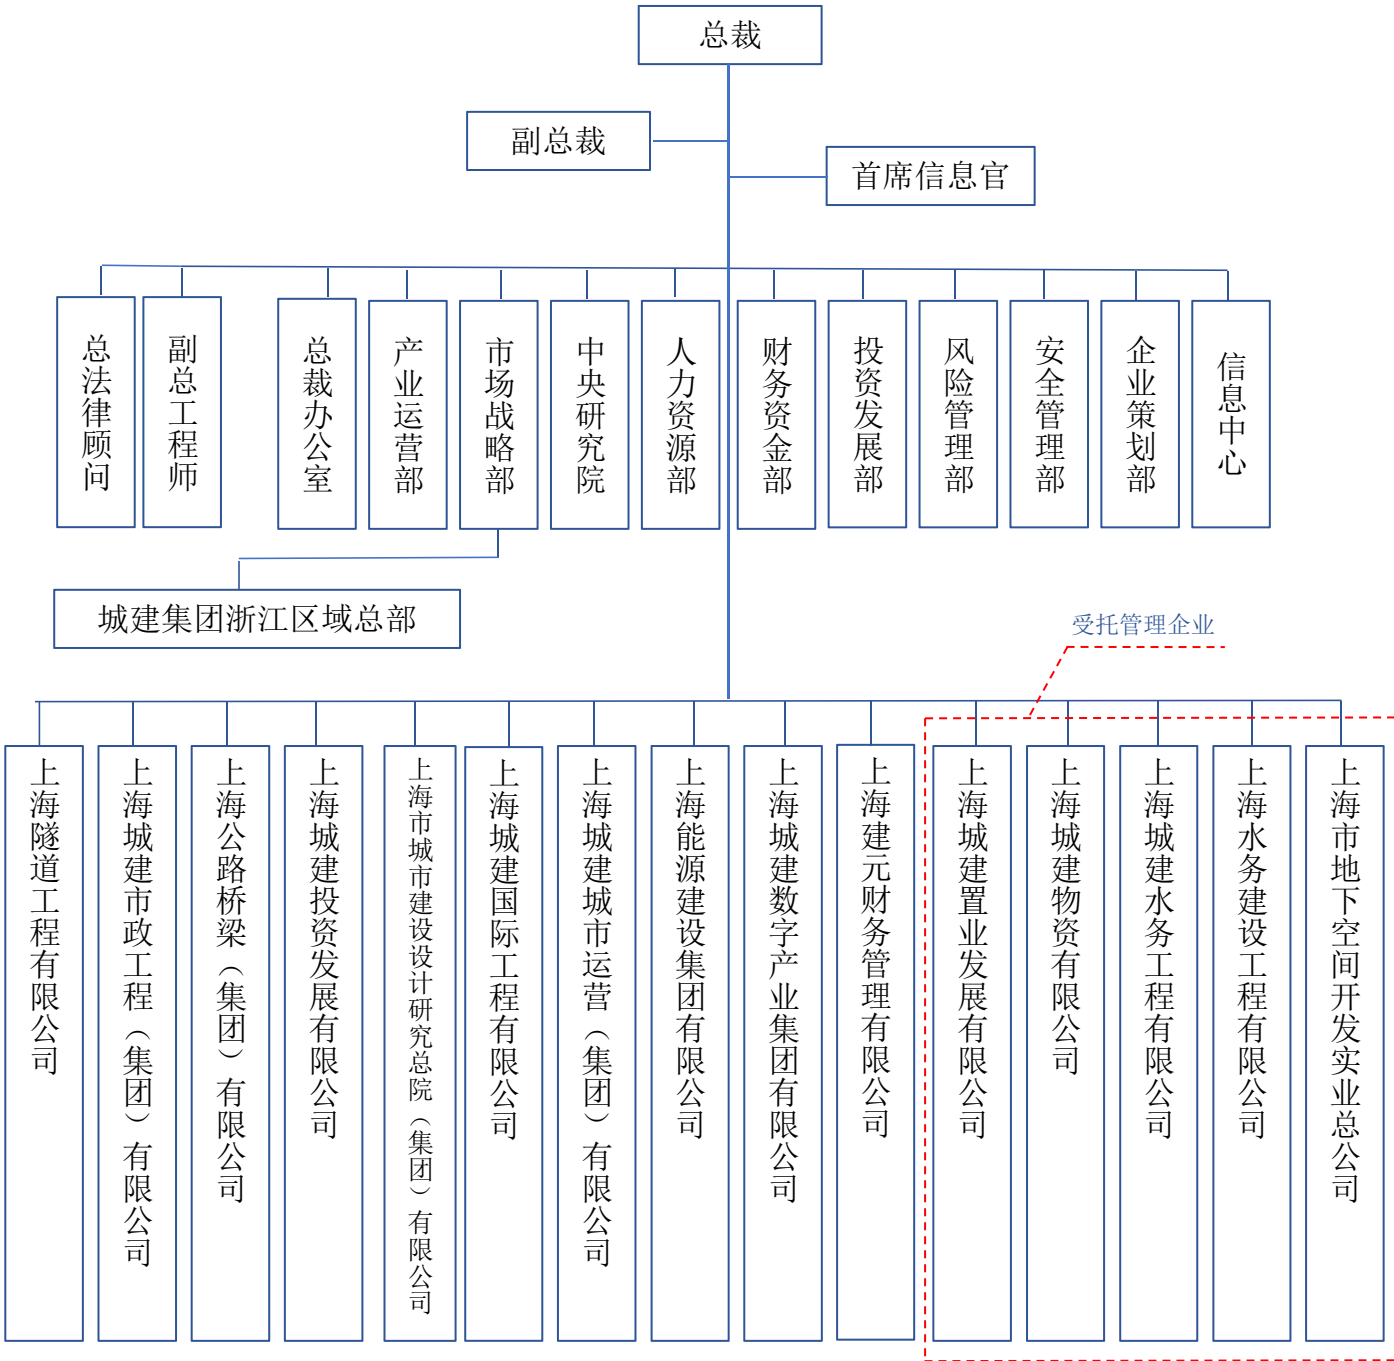 总裁
副总裁
首席信息官
总法律顾问
副总工程师
总裁办公室
产业运营部
市场战略部
中央研究院
人力资源部
财务资金部
投资发展部
风险管理部
安全管理部
企业策划部
信息中心
城建集团浙江区域总部
受托管理企业
上海隧道工程有限公司
上海城建市政工程（集团）有限公司
上海公路桥梁（集团）有限公司
上海城建投资发展有限公司
上海市城市建设设计研究总院（集团）有限公司
上海城建国际工程有限公司
上海城建城市运营（集团）有限公司
上海能源建设集团有限公司
上海城建数字产业集团有限公司
上海建元财务管理有限公司
上海城建置业发展有限公司
上海城建物资有限公司
上海城建水务工程有限公司
上海水务建设工程有限公司
上海市地下空间开发实业总公司